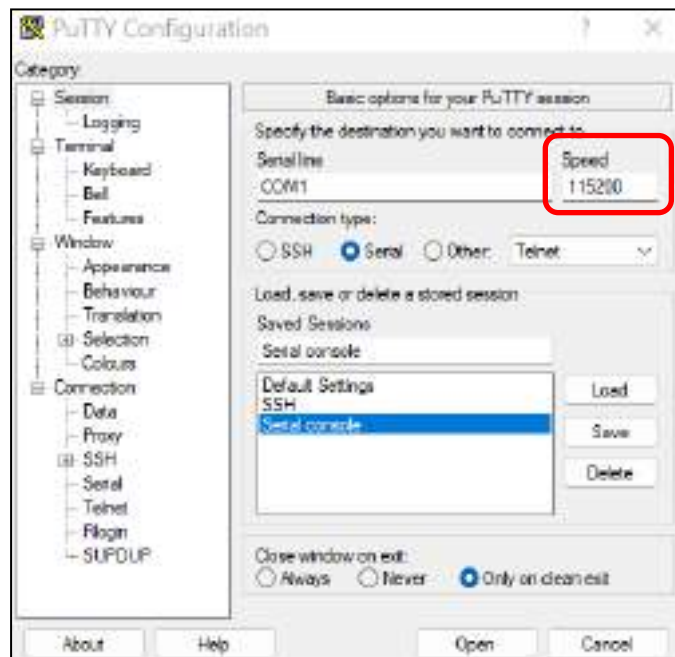 PuTTY Configuration ? ×
Category:
Session
Logging
Terminal
Keyboard
Bell
Features
Window
Appearance
Behaviour
Translation
Selection
Colours
Connection
Data
Proxy
SSH
Serial
Telnet
Rlogin
SUPDUP
Basic options for your PuTTY session
Specify the destination you want to connect to
Serial line
Speed
COM1
115200
Connection type:
SSH Serial Other: Telnet
Load, save or delete a stored session
Saved Sessions
Serial console
Default Settings
SSH
Serial console
Load
Save
Delete
Close window on exit:
Always Never Only on clean exit
About Help Open Cancel